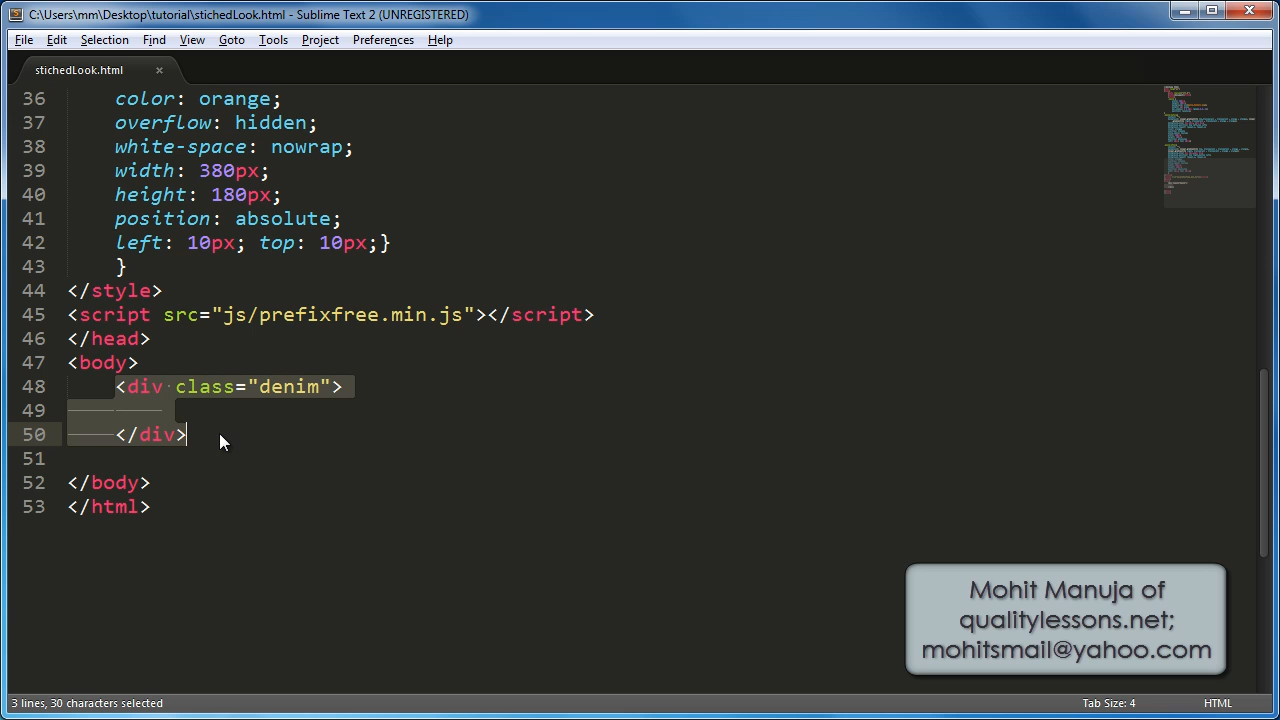 C:\Users\mm\Desktop\tutorial\stichedLook.html - Sublime Text 2 (UNREGISTERED)
File Edit Selection Find View Goto Tools Project Preferences Help
stichedLook.html ×
36 color: orange;
37 overflow: hidden;
38 white-space: nowrap;
39 width: 380px;
40 height: 180px;
41 position: absolute;
42 left: 10px; top: 10px;}
43 }
44 </style>
45 <script src="js/prefixfree.min.js"></script>
46 </head>
47 <body>
48 <div class="denim">
49
50 </div>
51
52 </body>
53 </html>
Mohit Manuja of
qualitylessons.net;
mohitsmail@yahoo.com
3 lines, 30 characters selected Tab Size: 4 HTML